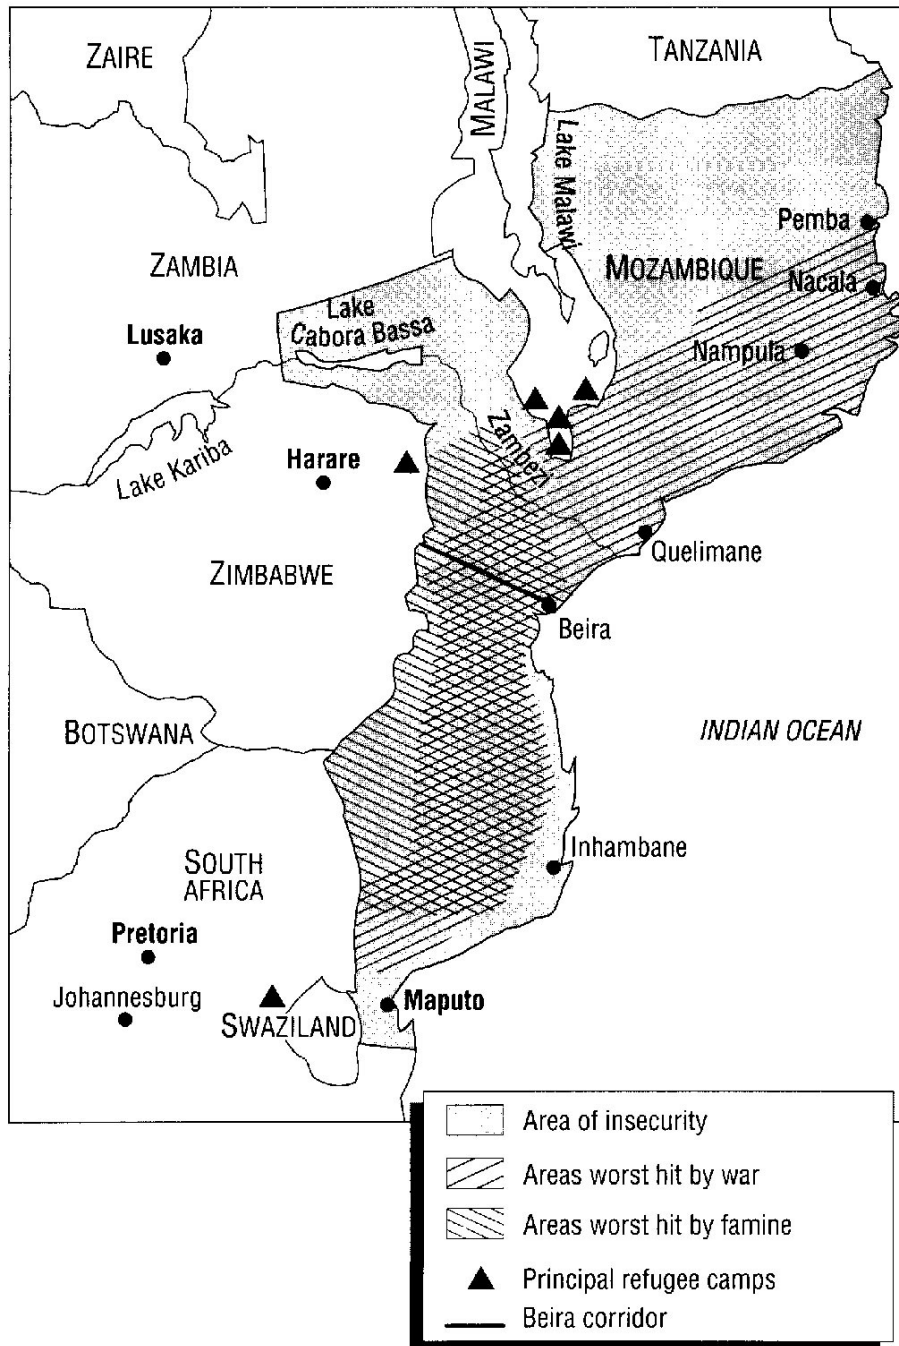 ZAIRE
TANZANIA
MALAWI
Lake Malawi
Pemba
ZAMBIA
MOZAMBIQUE
Nacala
Lake
Cabora Bassa
Lusaka
Nampula
Zambezi
Lake Kariba
Harare
Quelimane
ZIMBABWE
Beira
BOTSWANA
INDIAN OCEAN
Inhambane
SOUTH
AFRICA
Pretoria
Johannesburg
Maputo
SWAZILAND
Area of insecurity
Areas worst hit by war
Areas worst hit by famine
Principal refugee camps
Beira corridor